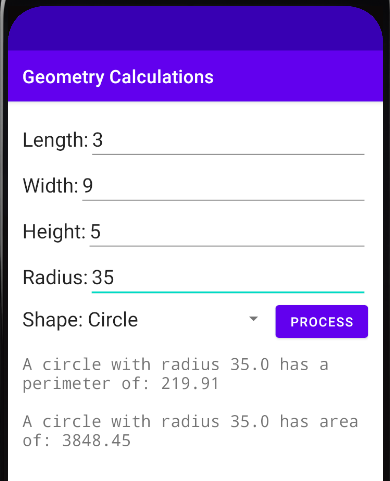 Geometry Calculations
Length: 3
Width: 9
Height: 5
Radius: 35
Shape: Circle PROCESS
A circle with radius 35.0 has a
perimeter of: 219.91
A circle with radius 35.0 has area
of: 3848.45